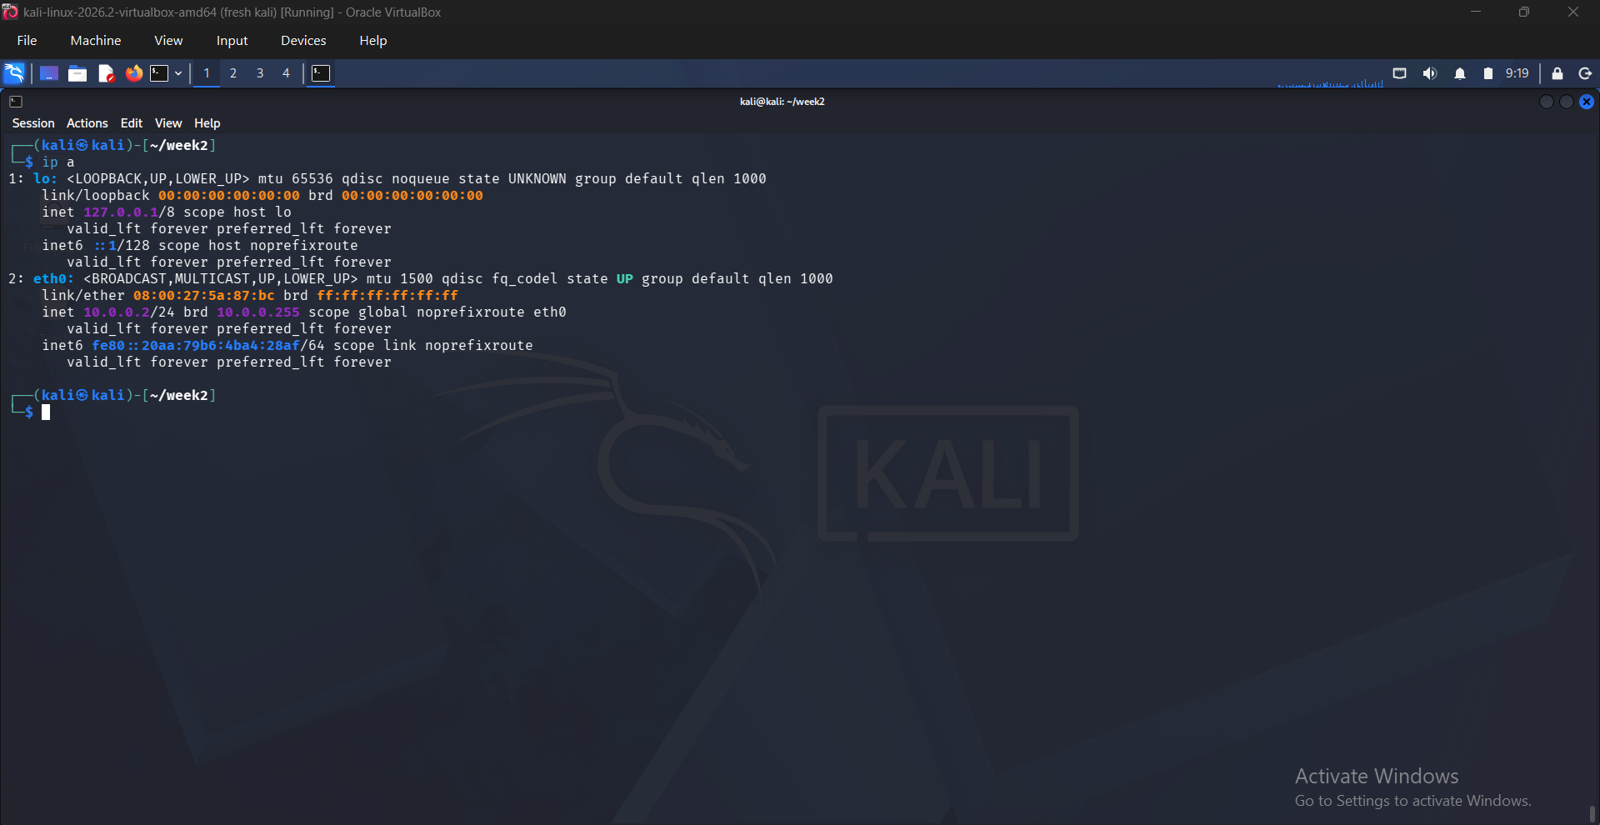 kali-linux-2026.2-virtualbox-amd64 (fresh kali) [Running] - Oracle VirtualBox
File Machine View Input Devices Help
1 2 3 4 9:19
kali@kali: ~/week2
Session Actions Edit View Help
┌──(kali㉿kali)-[~/week2]
└─$ ip a
1: lo: <LOOPBACK,UP,LOWER_UP> mtu 65536 qdisc noqueue state UNKNOWN group default qlen 1000
    link/loopback 00:00:00:00:00:00 brd 00:00:00:00:00:00
    inet 127.0.0.1/8 scope host lo
       valid_lft forever preferred_lft forever
    inet6 ::1/128 scope host noprefixroute
       valid_lft forever preferred_lft forever
2: eth0: <BROADCAST,MULTICAST,UP,LOWER_UP> mtu 1500 qdisc fq_codel state UP group default qlen 1000
    link/ether 08:00:27:5a:87:bc brd ff:ff:ff:ff:ff:ff
    inet 10.0.0.2/24 brd 10.0.0.255 scope global noprefixroute eth0
       valid_lft forever preferred_lft forever
    inet6 fe80::20aa:79b6:4ba4:28af/64 scope link noprefixroute
       valid_lft forever preferred_lft forever
┌──(kali㉿kali)-[~/week2]
└─$
KALI
Activate Windows
Go to Settings to activate Windows.